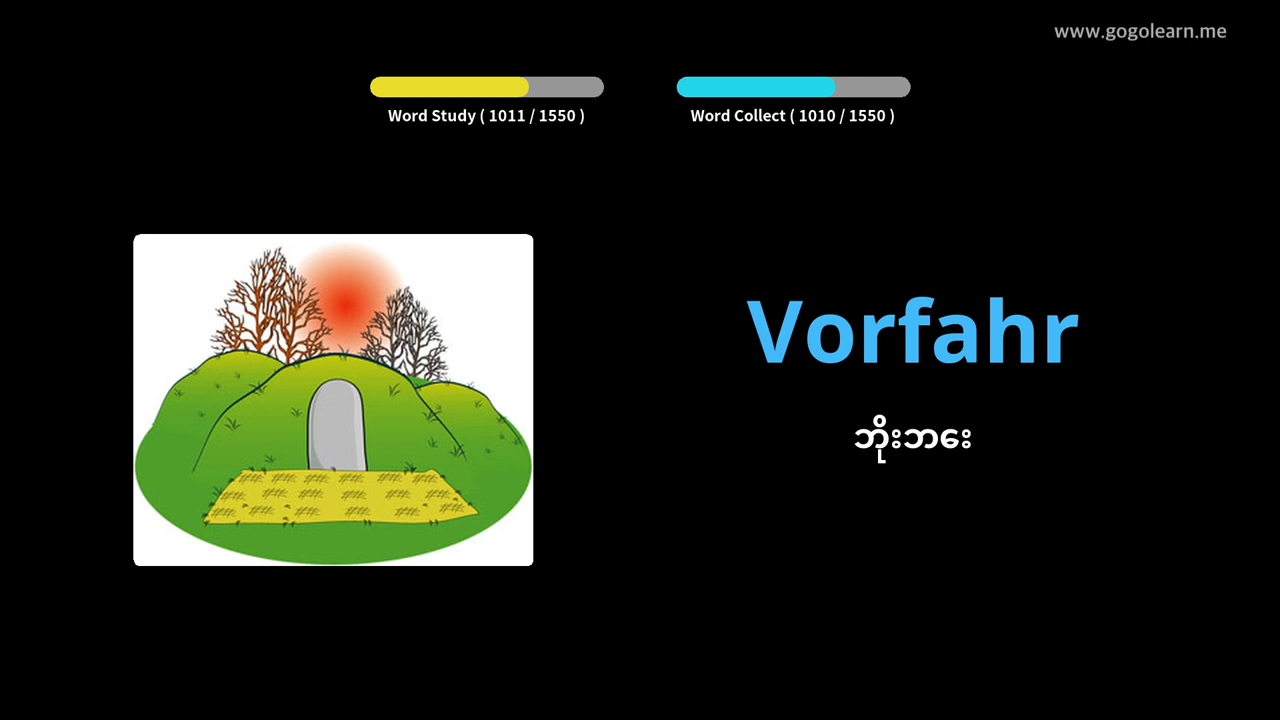 www.gogolearn.me
Word Study ( 1011 / 1550 )
Word Collect ( 1010 / 1550 )
Vorfahr
ဘိုးဘေး